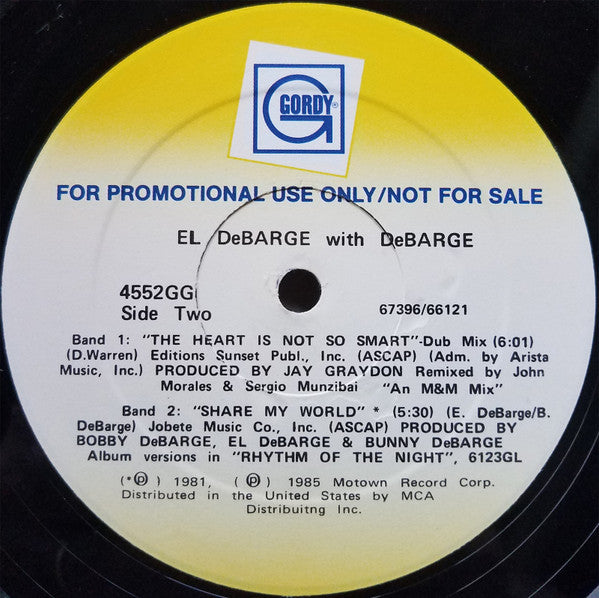 GORDY®
G
FOR PROMOTIONAL USE ONLY/NOT FOR SALE
EL DeBARGE with DeBARGE
4552GG
Side Two
67396/66121
Band 1: "THE HEART IS NOT SO SMART"-Dub Mix (6:01)
(D.Warren) Editions Sunset Publ., Inc. (ASCAP) (Adm. by Arista
Music, Inc.) PRODUCED BY JAY GRAYDON Remixed by John
Morales & Sergio Munzibai "An M&M Mix"
Band 2: "SHARE MY WORLD" * (5:30) (E. DeBarge/B.
DeBarge) Jobete Music Co., Inc. (ASCAP) PRODUCED BY
BOBBY DeBARGE, EL DeBARGE & BUNNY DeBARGE
Album versions in "RHYTHM OF THE NIGHT", 6123GL
(*℗) 1981, (℗) 1985 Motown Record Corp.
Distributed in the United States by MCA
Distribuitng Inc.